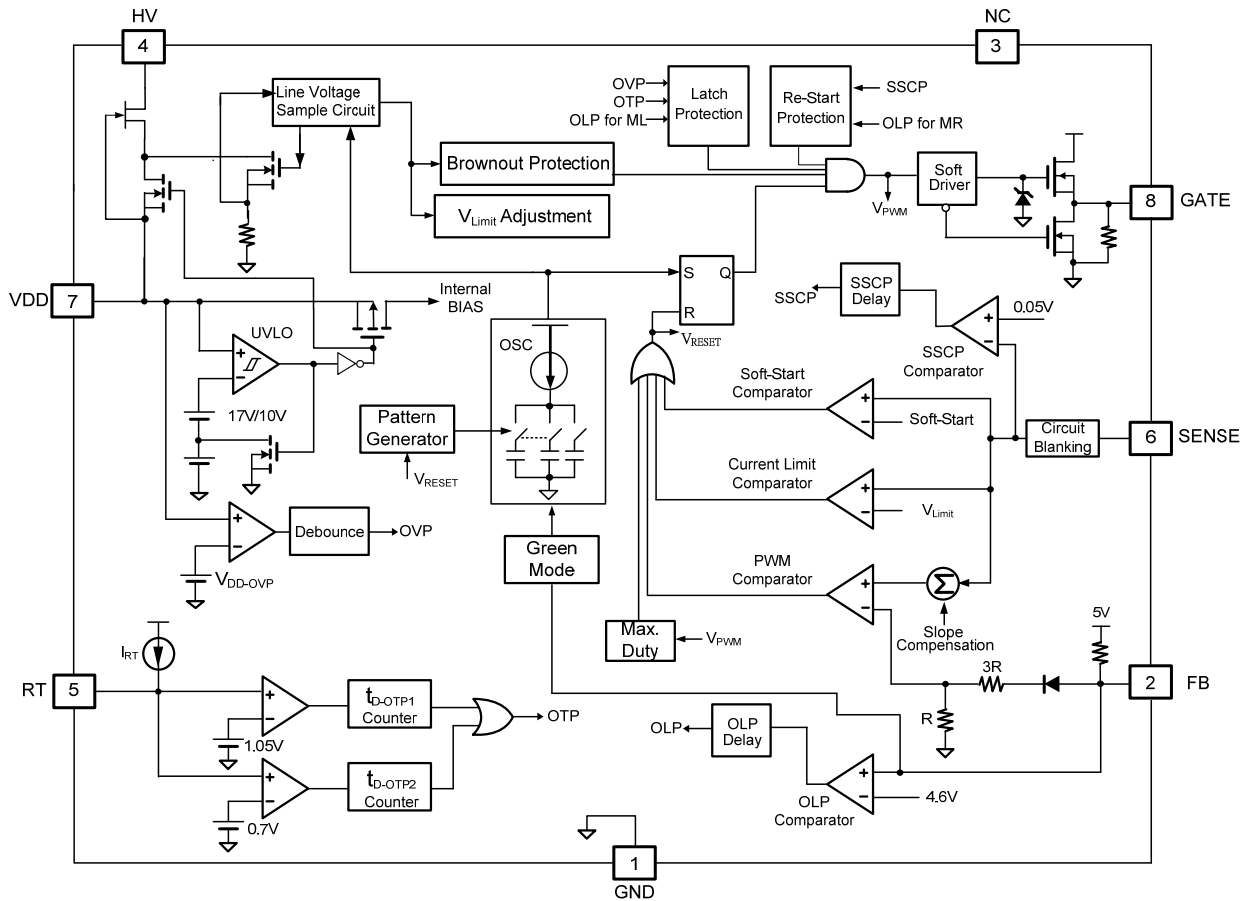 HV
4
NC
3
Line Voltage
Sample Circuit
OVP
OTP
OLP for ML
Latch
Protection
Re-Start
Protection
SSCP
OLP for MR
Brownout Protection
VLimit Adjustment
VPWM
Soft
Driver
8
GATE
VDD
7
Internal
BIAS
S
Q
R
VRESET
SSCP
SSCP
Delay
+
−
0.05V
SSCP
Comparator
UVLO
+
−
17V/10V
OSC
Pattern
Generator
VRESET
Soft-Start
Comparator
+
−
Soft-Start
Circuit
Blanking
6
SENSE
Current Limit
Comparator
+
−
VLimit
+
−
Debounce
OVP
VDD-OVP
Green
Mode
PWM
Comparator
+
−
Σ
Slope
Compensation
Max.
Duty
VPWM
5V
IRT
RT
5
3R
R
2
FB
+
−
1.05V
tD-OTP1
Counter
OTP
+
−
0.7V
tD-OTP2
Counter
OLP
OLP
Delay
+
−
4.6V
OLP
Comparator
1
GND